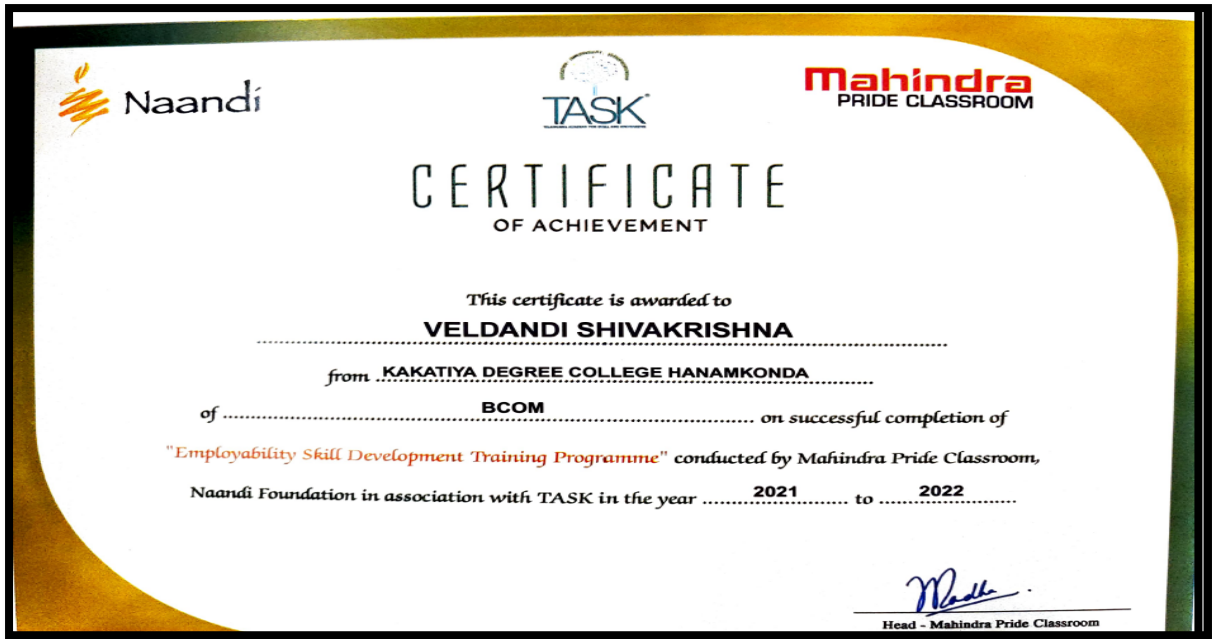 Naandi
TASK
Mahindra
PRIDE CLASSROOM
CERTIFICATE
OF ACHIEVEMENT
This certificate is awarded to
VELDANDI SHIVAKRISHNA
from KAKATIYA DEGREE COLLEGE HANAMKONDA
of BCOM on successful completion of
"Employability Skill Development Training Programme" conducted by Mahindra Pride Classroom,
Naandi Foundation in association with TASK in the year 2021 to 2022
Head - Mahindra Pride Classroom